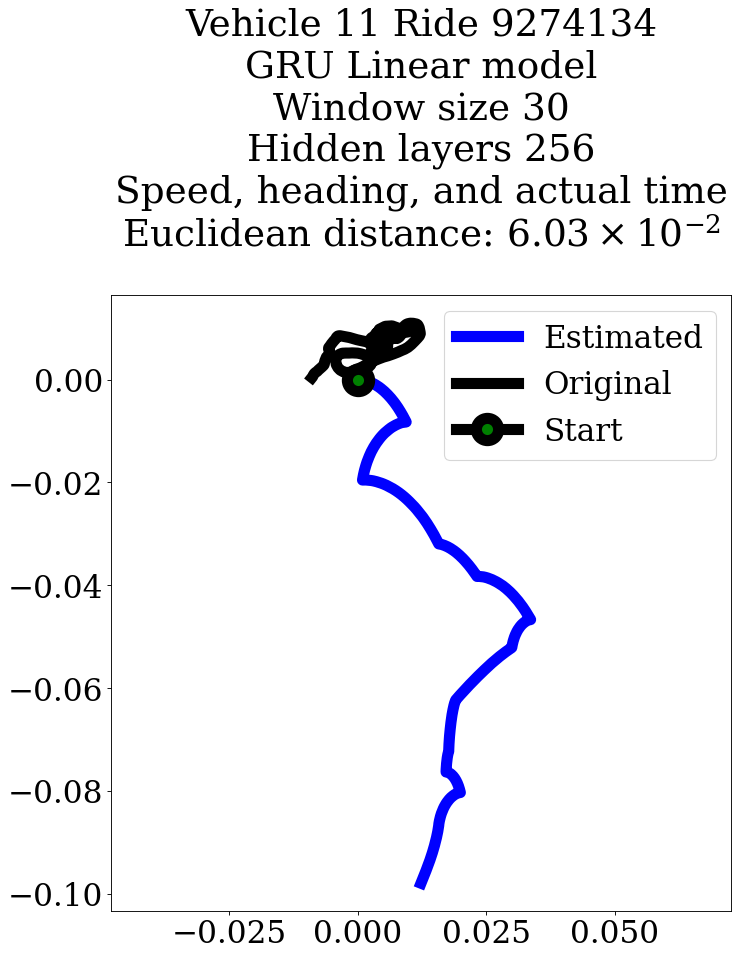 Vehicle 11 Ride 9274134
GRU Linear model
Window size 30
Hidden layers 256
Speed, heading, and actual time
Euclidean distance: 6.03 × 10⁻²
Estimated
Original
Start
0.00
−0.02
−0.04
−0.06
−0.08
−0.10
−0.025 0.000 0.025 0.050